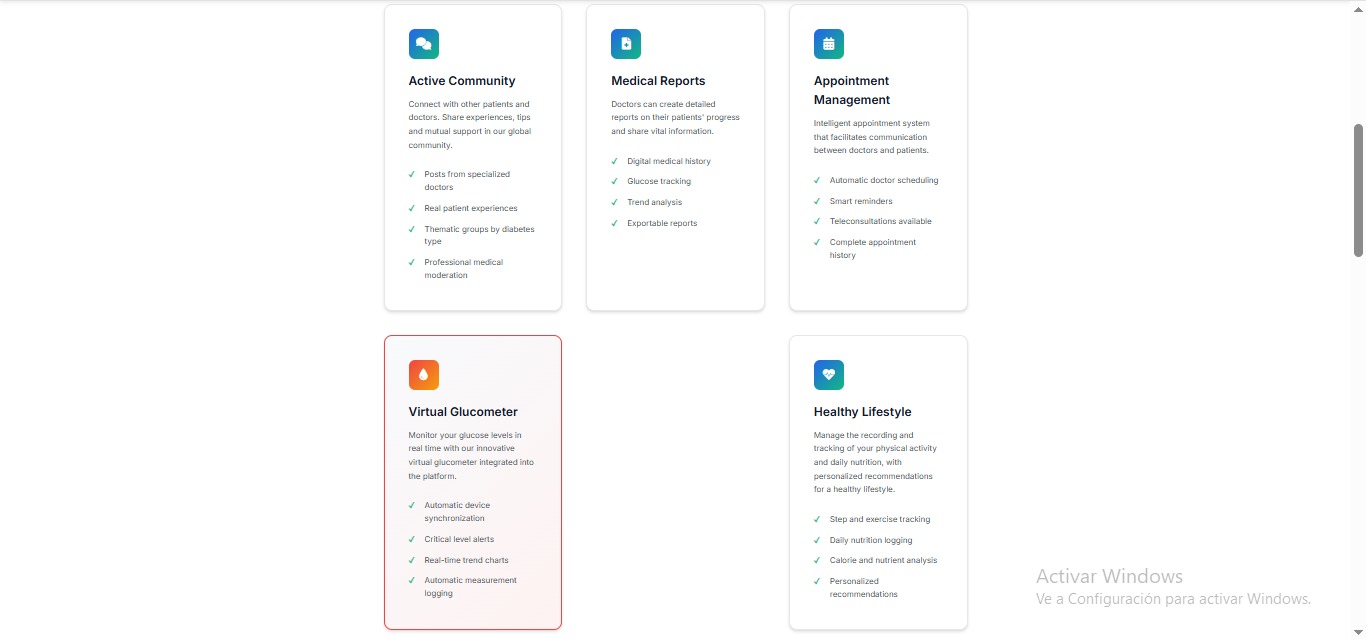 Active Community
Connect with other patients and
doctors. Share experiences, tips
and mutual support in our global
community.
✓ Posts from specialized
doctors
✓ Real patient experiences
✓ Thematic groups by diabetes
type
✓ Professional medical
moderation
Medical Reports
Doctors can create detailed
reports on their patients' progress
and share vital information.
✓ Digital medical history
✓ Glucose tracking
✓ Trend analysis
✓ Exportable reports
Appointment
Management
Intelligent appointment system
that facilitates communication
between doctors and patients.
✓ Automatic doctor scheduling
✓ Smart reminders
✓ Teleconsultations available
✓ Complete appointment
history
Virtual Glucometer
Monitor your glucose levels in
real time with our innovative
virtual glucometer integrated into
the platform.
✓ Automatic device
synchronization
✓ Critical level alerts
✓ Real-time trend charts
✓ Automatic measurement
logging
Healthy Lifestyle
Manage the recording and
tracking of your physical activity
and daily nutrition, with
personalized recommendations
for a healthy lifestyle.
✓ Step and exercise tracking
✓ Daily nutrition logging
✓ Calorie and nutrient analysis
✓ Personalized
recommendations
Activar Windows
Ve a Configuración para activar Windows.